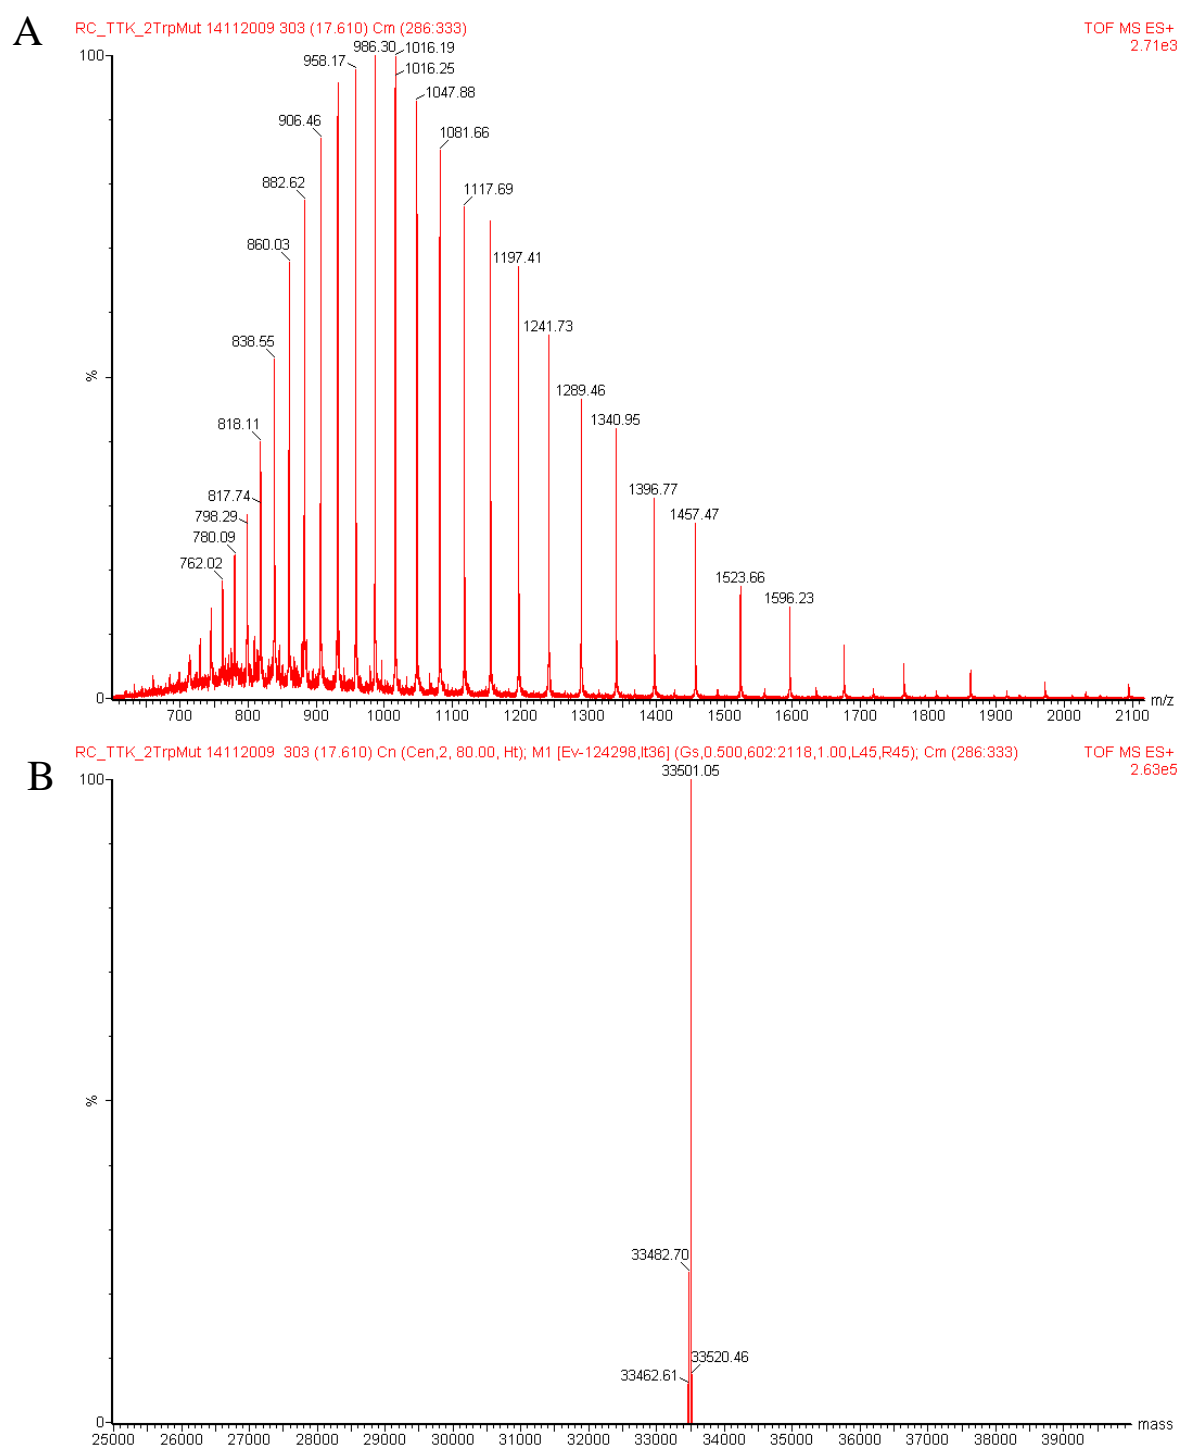 A
RC_TTK_2TrpMut 14112009 303 (17.610) Cm (286:333)
TOF MS ES+
2.71e3
100
986.30
1016.19
958.17
1016.25
1047.88
906.46
1081.66
882.62
1117.69
860.03
1197.41
838.55
1241.73
%
1289.46
818.11
1340.95
817.74
1396.77
798.29
1457.47
780.09
762.02
1523.66
1596.23
0
700 800 900 1000 1100 1200 1300 1400 1500 1600 1700 1800 1900 2000 2100
m/z
B
RC_TTK_2TrpMut 14112009 303 (17.610) Cn (Cen,2, 80.00, Ht); M1 [Ev-124298,It36] (Gs,0.500,602:2118,1.00,L45,R45); Cm (286:333)
TOF MS ES+
2.63e5
100
33501.05
%
33482.70
33520.46
33462.61
0
mass
25000 26000 27000 28000 29000 30000 31000 32000 33000 34000 35000 36000 37000 38000 39000